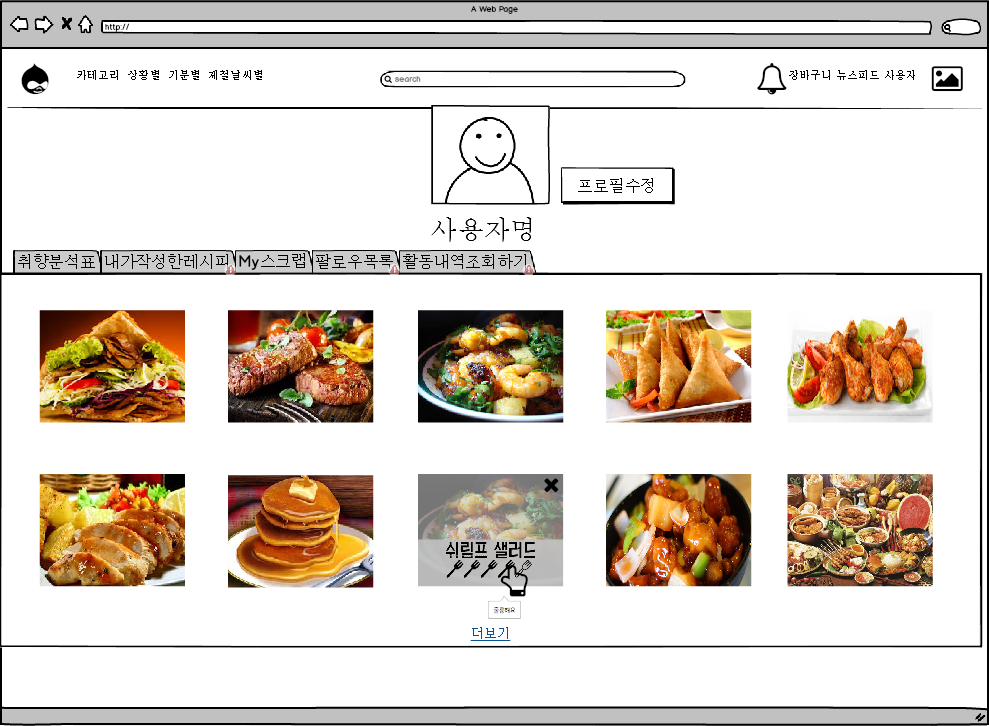 A Web Page
http://
카테고리 상황별 기분별 제철날씨별
search
장바구니 뉴스피드 사용자
프로필수정
사용자명
취향분석표 내가작성한레시피 My스크랩 팔로우목록 활동내역조회하기
쉬림프 샐러드
더보기